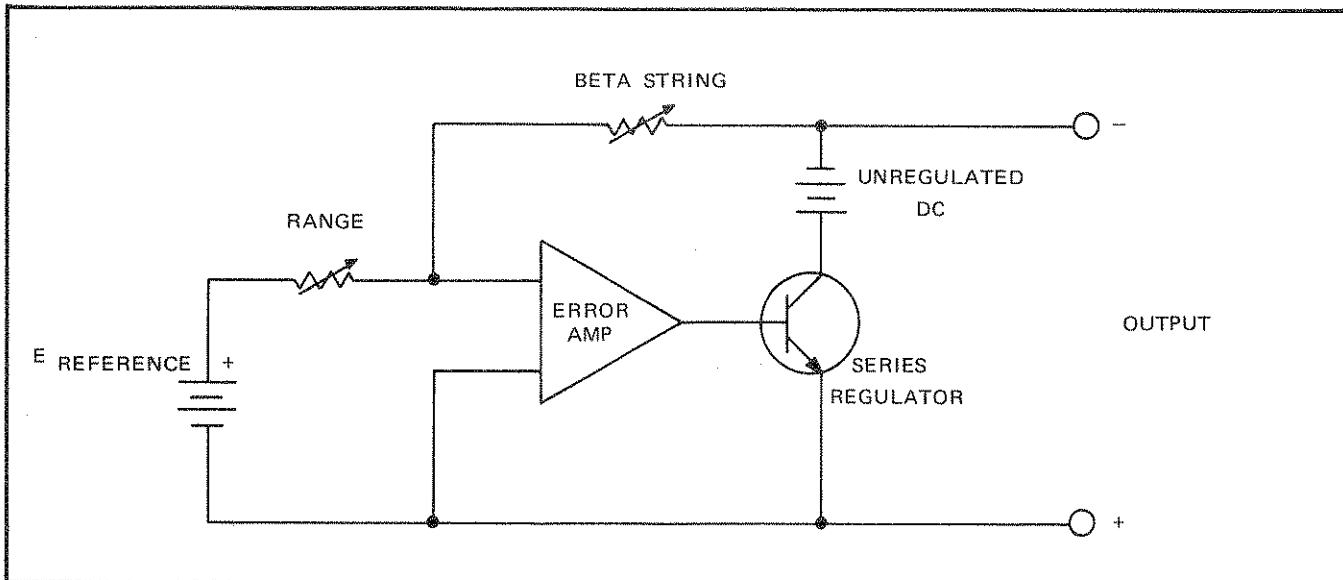 BETA STRING
−
UNREGULATED
DC
RANGE
ERROR
AMP
OUTPUT
E REFERENCE +
SERIES
REGULATOR
+